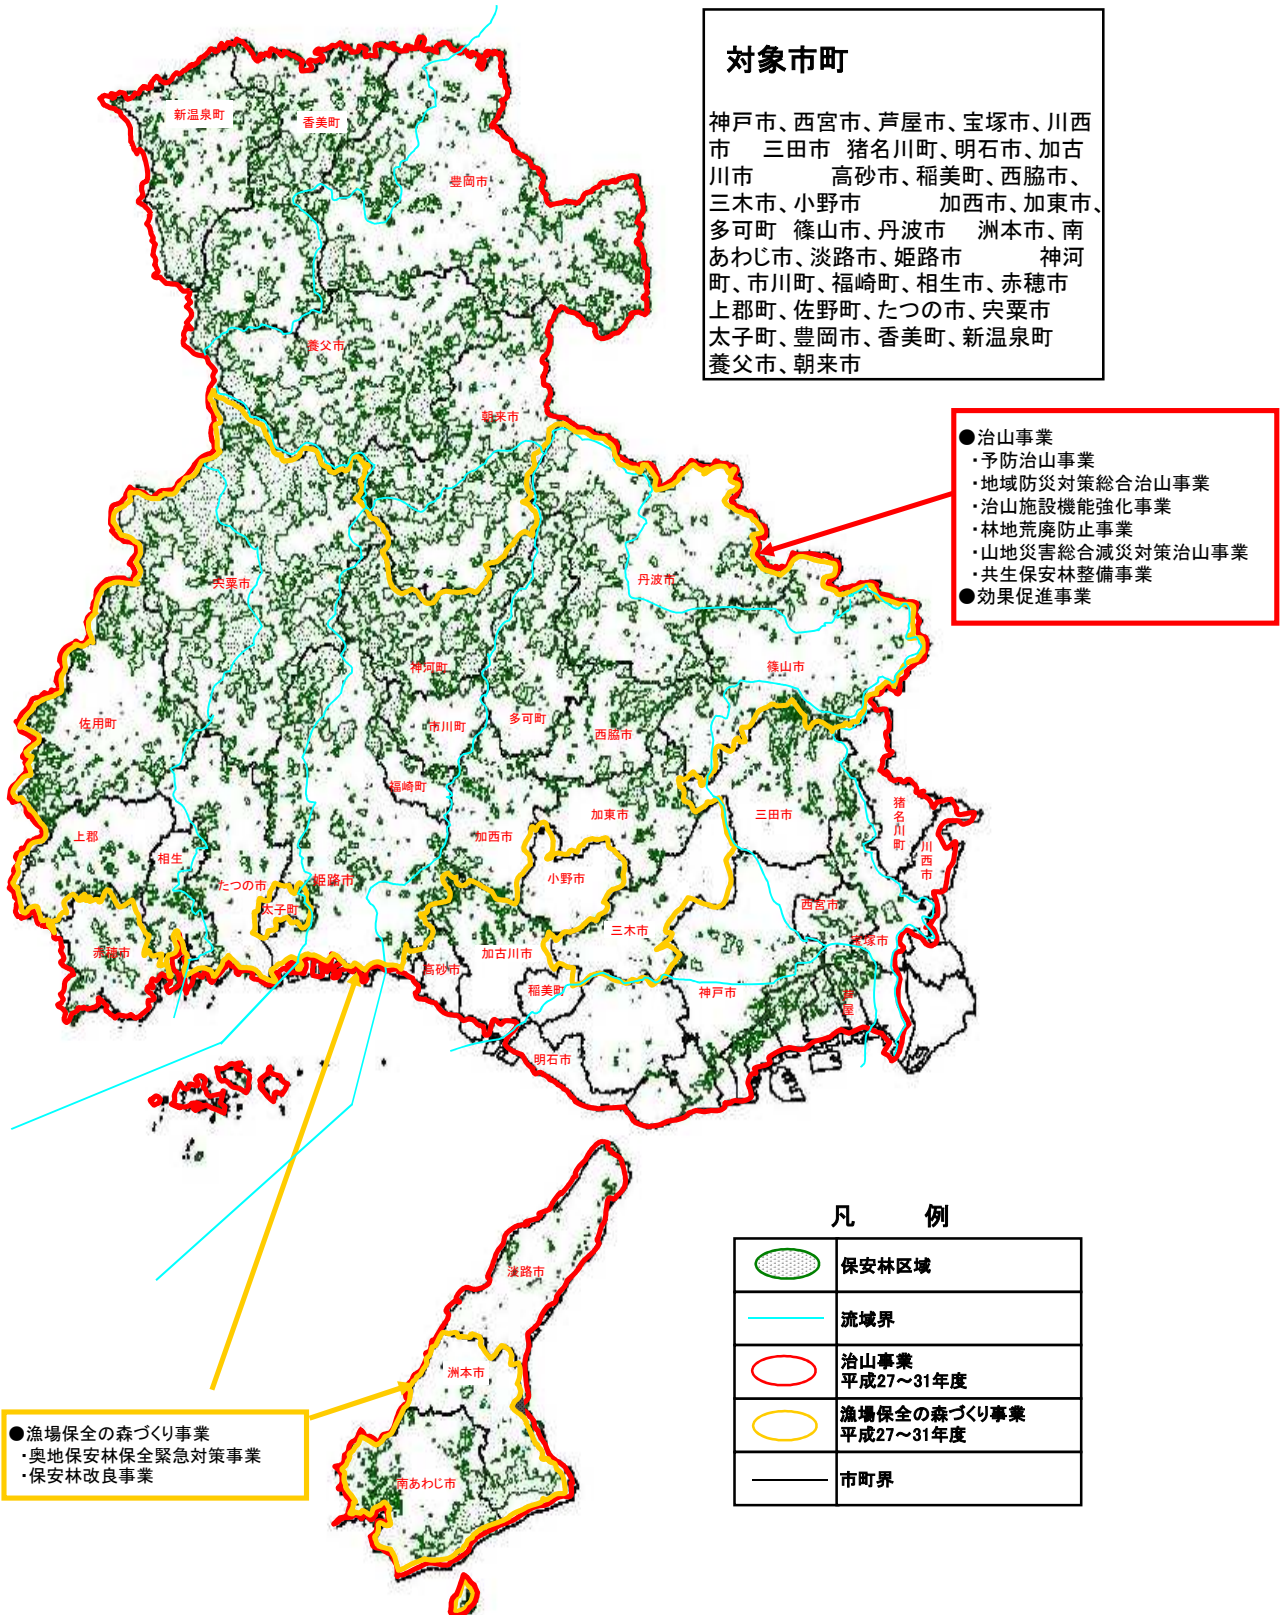 対象市町
神戸市、西宮市、芦屋市、宝塚市、川西
市　三田市 猪名川町、明石市、加古
川市　　　高砂市、稲美町、西脇市、
三木市、小野市　　　加西市、加東市、
多可町 篠山市、丹波市　洲本市、南
あわじ市、淡路市、姫路市　　　神河
町、市川町、福崎町、相生市、赤穂市
上郡町、佐野町、たつの市、宍粟市
太子町、豊岡市、香美町、新温泉町
養父市、朝来市
新温泉町
香美町
豊岡市
養父市
朝来市
●治山事業
・予防治山事業
・地域防災対策総合治山事業
・治山施設機能強化事業
・林地荒廃防止事業
・山地災害総合減災対策治山事業
・共生保安林整備事業
●効果促進事業
宍粟市
丹波市
神河町
篠山市
佐用町
市川町
多可町
西脇市
福崎町
加東市
三田市
猪名川町
上郡
相生
加西市
川西市
たつの市
姫路市
小野市
太子町
西宮市
三木市
宝塚市
赤穂市
加古川市
高砂市
稲美町
神戸市
芦屋
明石市
淡路市
洲本市
南あわじ市
●漁場保全の森づくり事業
・奥地保安林保全緊急対策事業
・保安林改良事業
凡　例
保安林区域
流域界
治山事業
平成27～31年度
漁場保全の森づくり事業
平成27～31年度
市町界